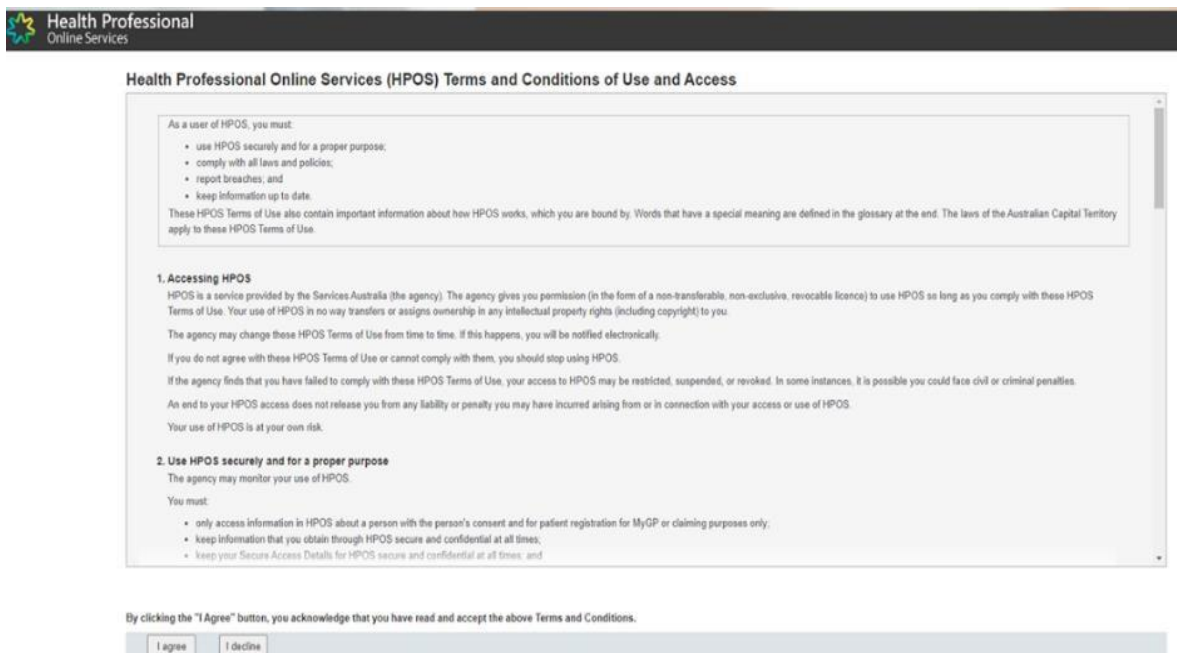 Health Professional
Online Services
Health Professional Online Services (HPOS) Terms and Conditions of Use and Access
As a user of HPOS, you must:
• use HPOS securely and for a proper purpose;
• comply with all laws and policies;
• report breaches; and
• keep information up to date.
These HPOS Terms of Use also contain important information about how HPOS works, which you are bound by. Words that have a special meaning are defined in the glossary at the end. The laws of the Australian Capital Territory
apply to these HPOS Terms of Use.
1. Accessing HPOS
HPOS is a service provided by the Services Australia (the agency). The agency gives you permission (in the form of a non-transferable, non-exclusive, revocable licence) to use HPOS so long as you comply with these HPOS
Terms of Use. Your use of HPOS in no way transfers or assigns ownership in any intellectual property rights (including copyright) to you.
The agency may change these HPOS Terms of Use from time to time. If this happens, you will be notified electronically.
If you do not agree with these HPOS Terms of Use or cannot comply with them, you should stop using HPOS.
If the agency finds that you have failed to comply with these HPOS Terms of Use, your access to HPOS may be restricted, suspended, or revoked. In some instances, it is possible you could face civil or criminal penalties.
An end to your HPOS access does not release you from any liability or penalty you may have incurred arising from or in connection with your access or use of HPOS.
Your use of HPOS is at your own risk.
2. Use HPOS securely and for a proper purpose
The agency may monitor your use of HPOS.
You must:
• only access information in HPOS about a person with the person's consent and for patient registration for MyGP or claiming purposes only;
• keep information that you obtain through HPOS secure and confidential at all times;
• keep your Secure Access Details for HPOS secure and confidential at all times; and
By clicking the "I Agree" button, you acknowledge that you have read and accept the above Terms and Conditions.
I agree
I decline